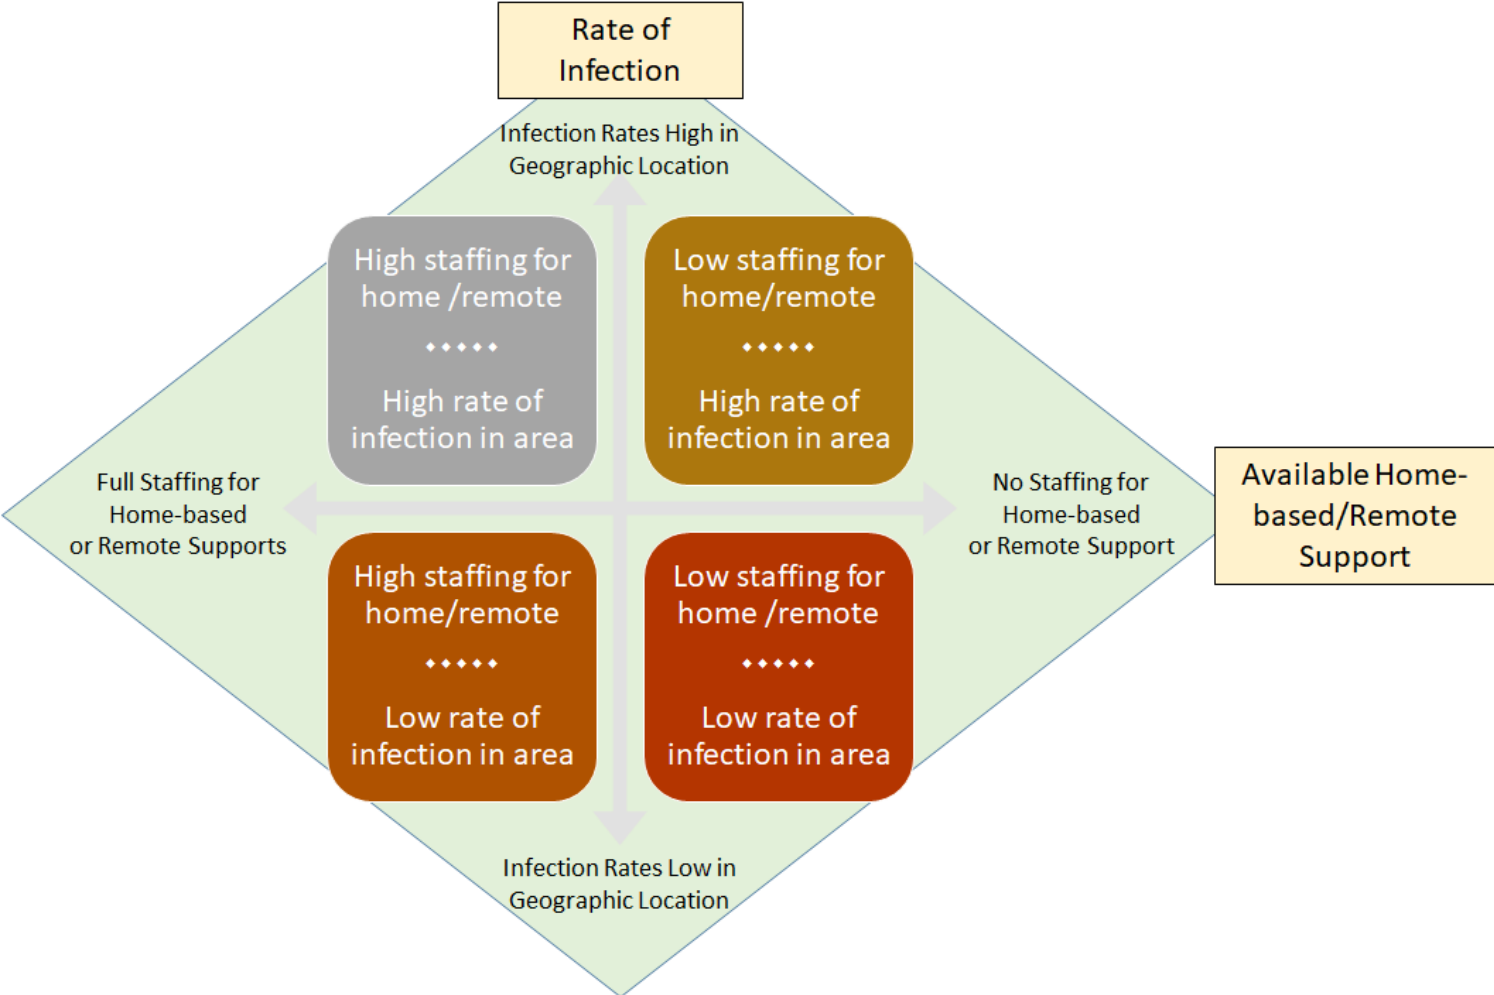 Rate of
Infection
Infection Rates High in
Geographic Location
High staffing for
home /remote
High rate of
infection in area
Low staffing for
home/remote
High rate of
infection in area
Full Staffing for
Home-based
or Remote Supports
No Staffing for
Home-based
or Remote Support
Available Home-
based/Remote
Support
High staffing for
home/remote
Low rate of
infection in area
Low staffing for
home /remote
Low rate of
infection in area
Infection Rates Low in
Geographic Location